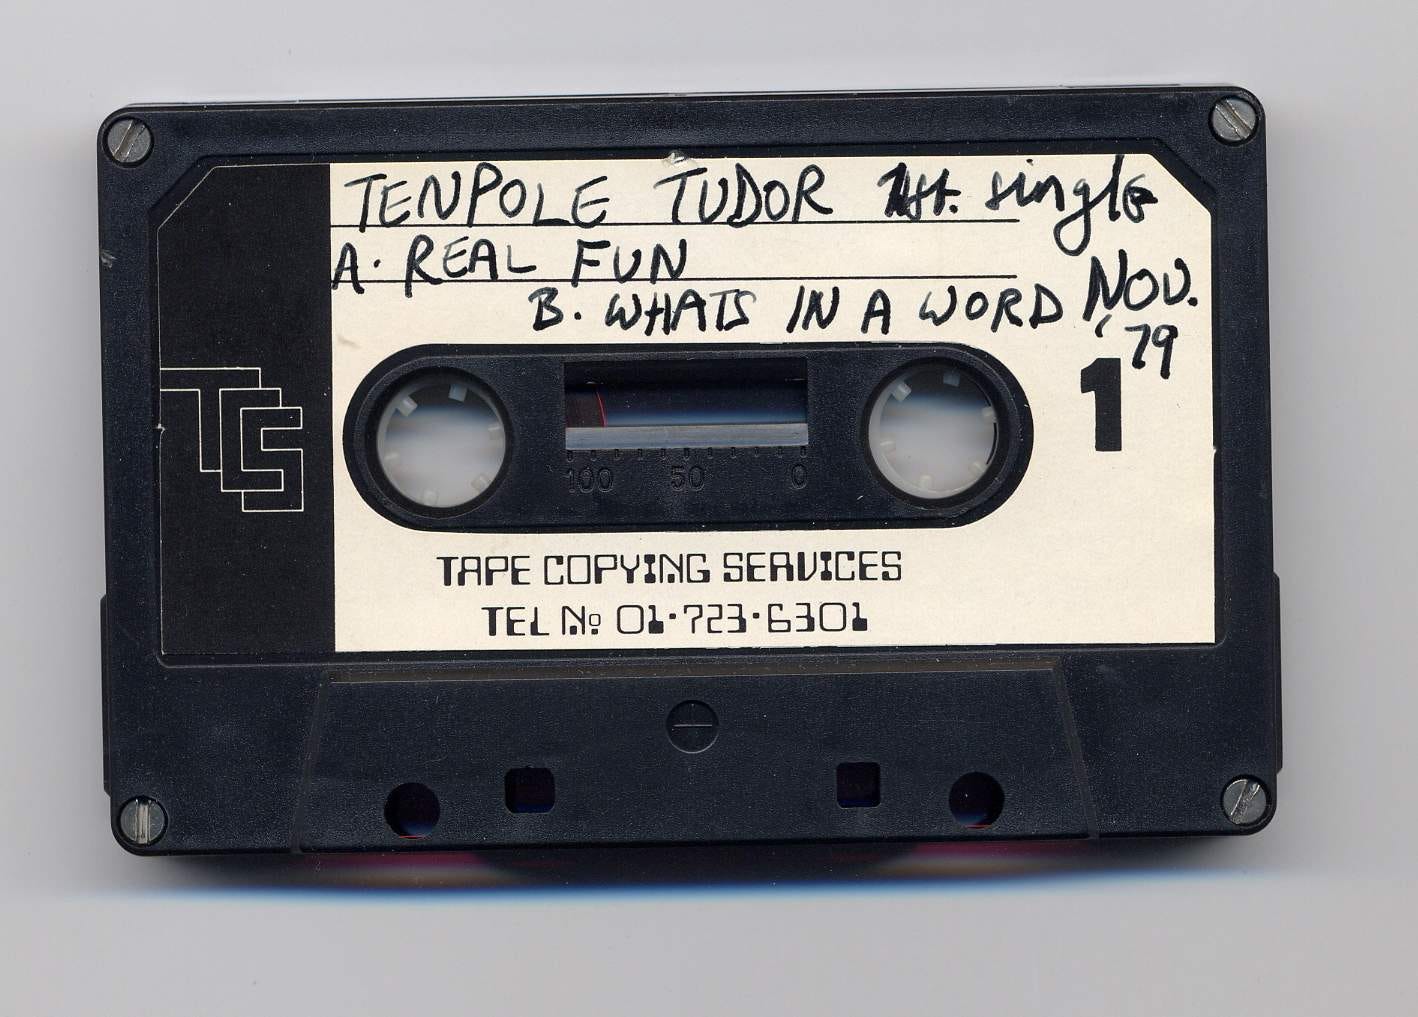 TENPOLE TUDOR 1st. single
A. REAL FUN
B. WHATS IN A WORD NOV.
'79
1
TCS
100 50 0
TAPE COPYING SERVICES
TEL No 01·723·6301